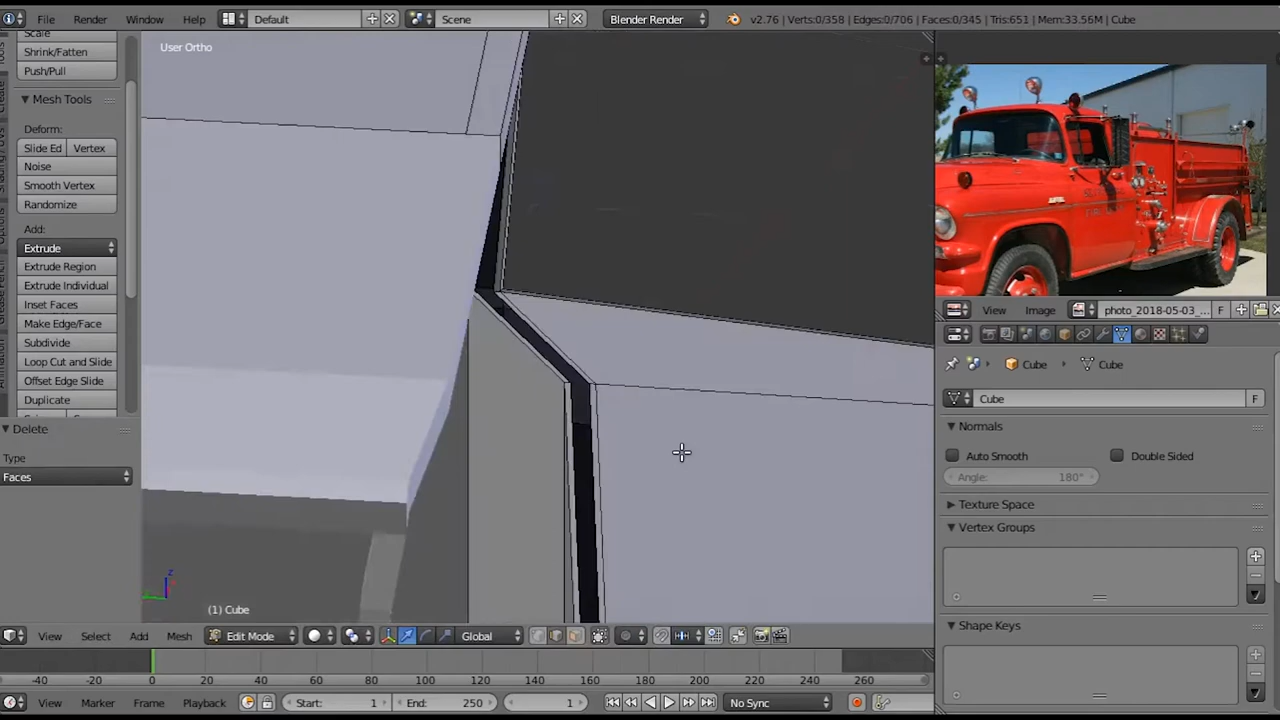 File Render Window Help Default Scene Blender Render v2.76 | Verts:0/358 | Edges:0/706 | Faces:0/345 | Tris:651 | Mem:33.56M | Cube
User Ortho
Scale
Shrink/Fatten
Push/Pull
Mesh Tools
Deform:
Slide Ed Vertex
Noise
Smooth Vertex
Randomize
Add:
Extrude
Extrude Region
Extrude Individual
Inset Faces
Make Edge/Face
Subdivide
Loop Cut and Slide
Offset Edge Slide
Duplicate
Delete
Type
Faces
z
(1) Cube
View Select Add Mesh Edit Mode Global
-40 -20 0 20 40 60 80 100 120 140 160 180 200 220 240 260
View Marker Frame Playback Start: 1 End: 250 1 No Sync
View Image photo_2018-05-03_... F
Cube Cube
Cube F
Normals
Auto Smooth Double Sided
Angle: 180°
Texture Space
Vertex Groups
Shape Keys